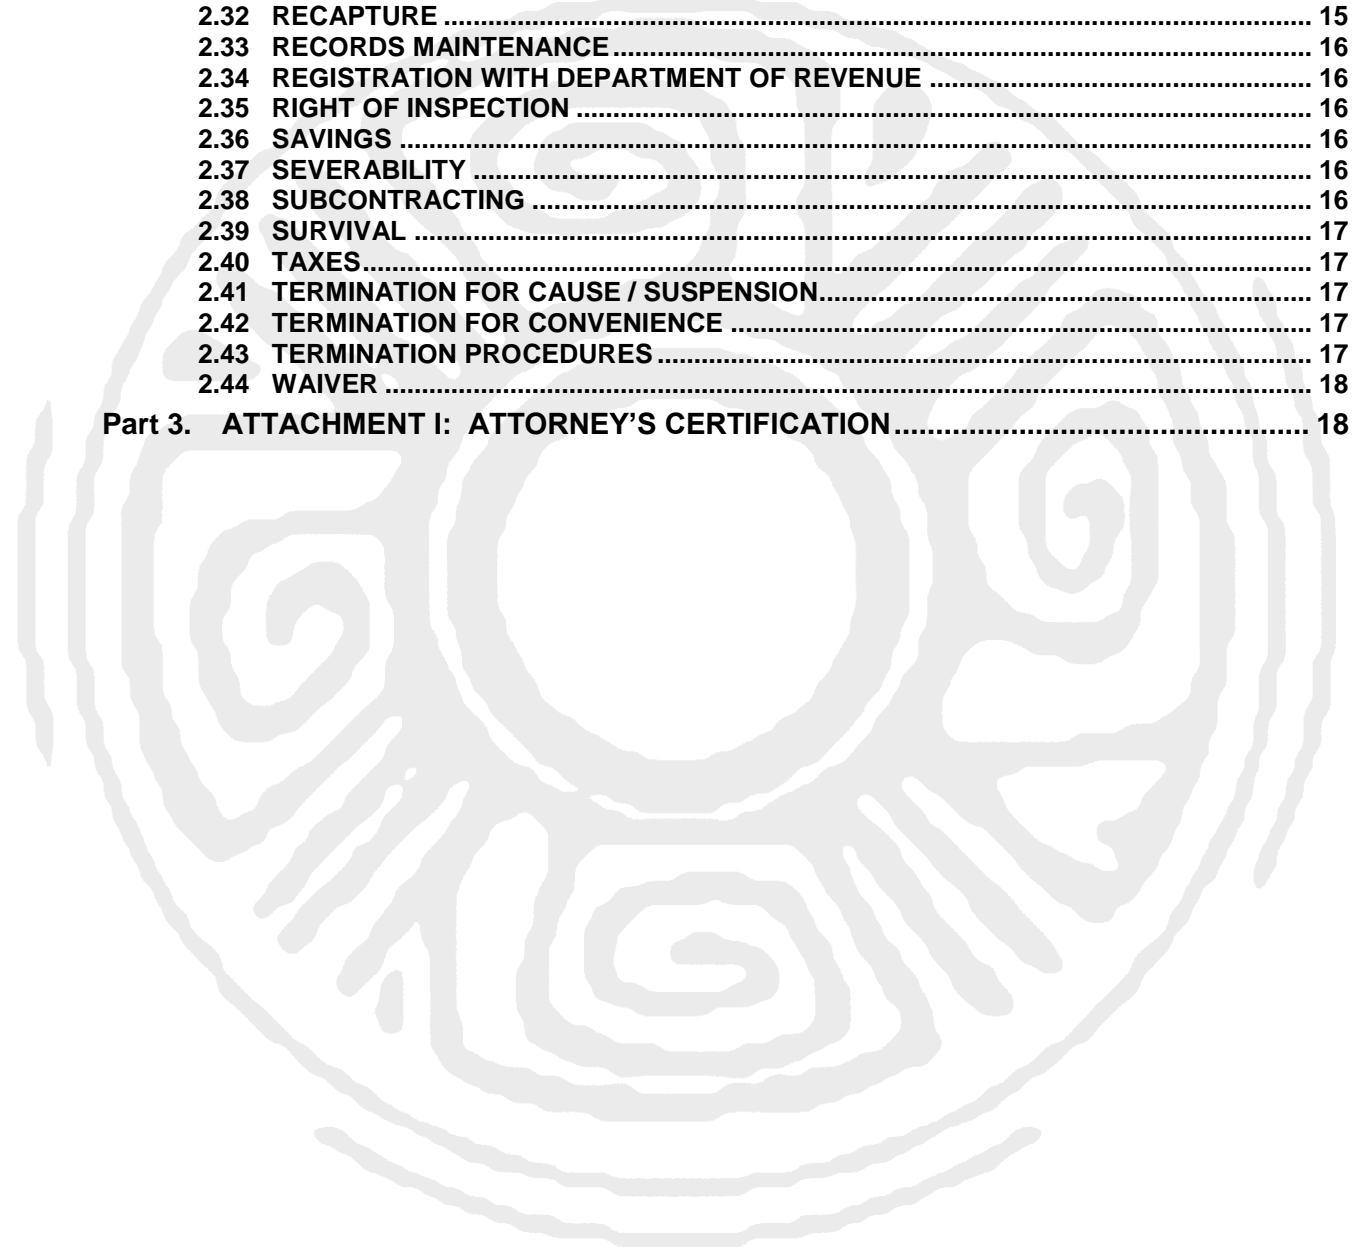 2.32 RECAPTURE ........................................................................ 15
2.33 RECORDS MAINTENANCE ........................................................................ 16
2.34 REGISTRATION WITH DEPARTMENT OF REVENUE ........................................................................ 16
2.35 RIGHT OF INSPECTION ........................................................................ 16
2.36 SAVINGS ........................................................................ 16
2.37 SEVERABILITY ........................................................................ 16
2.38 SUBCONTRACTING ........................................................................ 16
2.39 SURVIVAL ........................................................................ 17
2.40 TAXES ........................................................................ 17
2.41 TERMINATION FOR CAUSE / SUSPENSION ........................................................................ 17
2.42 TERMINATION FOR CONVENIENCE ........................................................................ 17
2.43 TERMINATION PROCEDURES ........................................................................ 17
2.44 WAIVER ........................................................................ 18
Part 3. ATTACHMENT I: ATTORNEY’S CERTIFICATION ........................................................................ 18